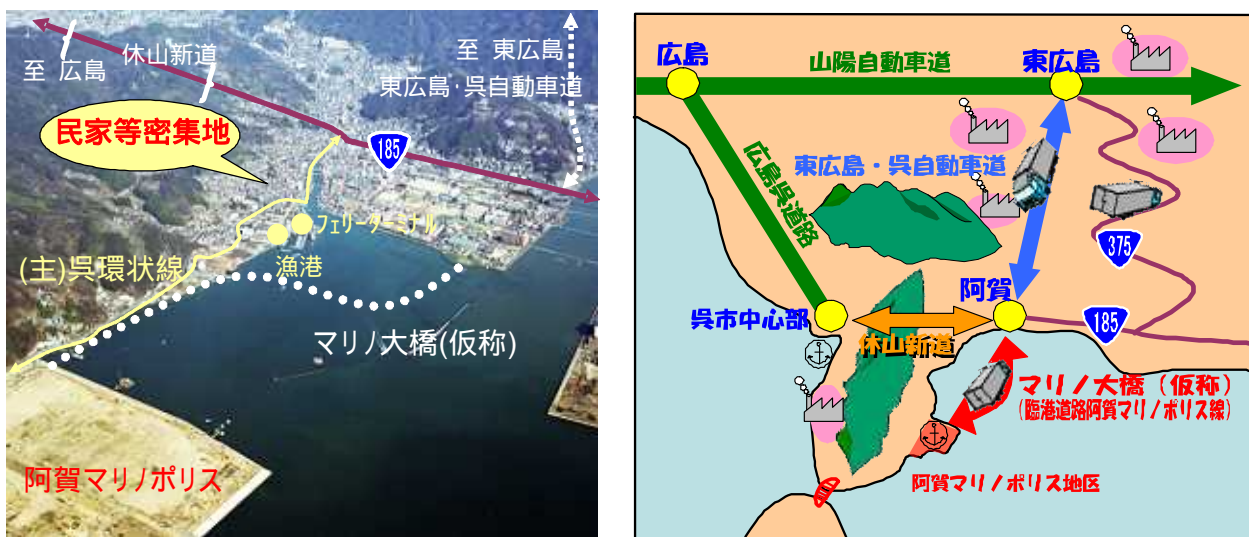 至 広島
休山新道
至 東広島
東広島・呉自動車道
民家等密集地
185
フェリーターミナル
(主)呉環状線
漁港
マリノ大橋(仮称)
阿賀マリノポリス
広島
山陽自動車道
東広島
広島呉道路
東広島・呉自動車道
375
阿賀
呉市中心部
185
休山新道
マリノ大橋（仮称）
(臨港道路阿賀マリノポリス線)
阿賀マリノポリス地区